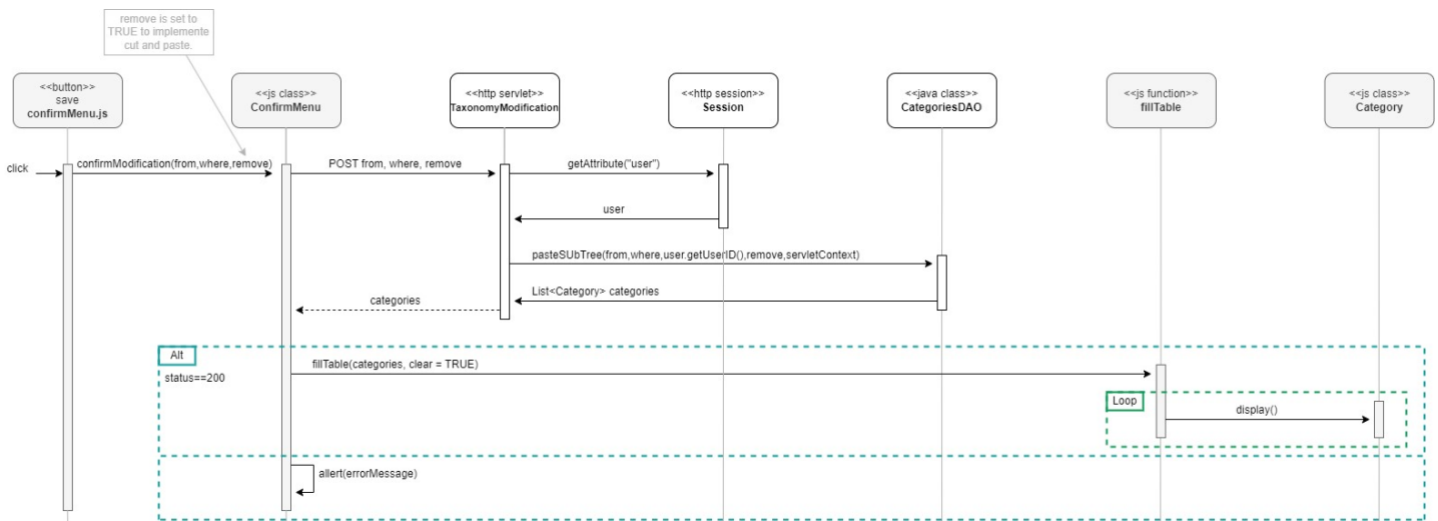 remove is set to
TRUE to implemente
cut and paste.
<<button>>
save
confirmMenu.js
<<js class>>
ConfirmMenu
<<http servlet>>
TaxonomyModification
<<http session>>
Session
<<java class>>
CategoriesDAO
<<js function>>
fillTable
<<js class>>
Category
click
confirmModification(from,where,remove)
POST from, where, remove
getAttribute("user")
user
pasteSUbTree(from,where,user.getUserID(),remove,servletContext)
List<Category> categories
categories
Alt
status==200
fillTable(categories, clear = TRUE)
Loop
display()
allert(errorMessage)